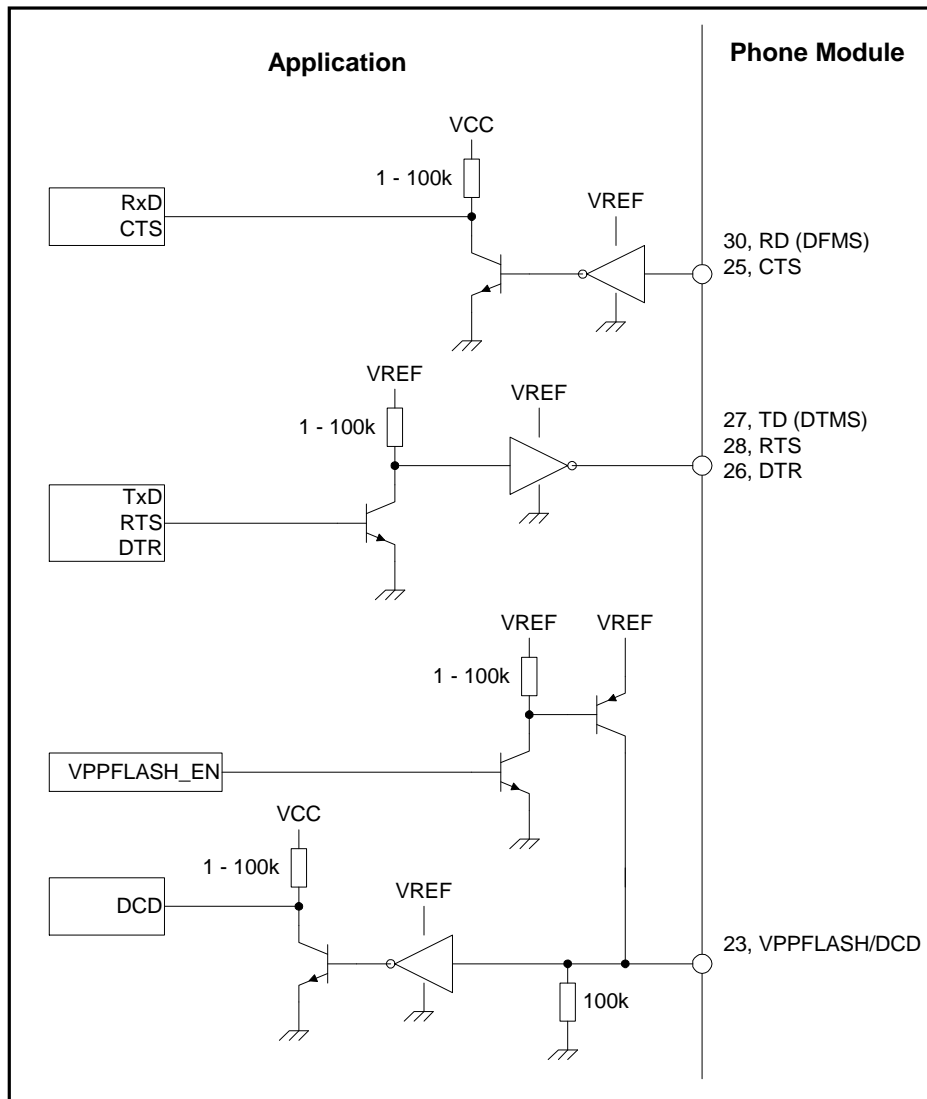 Application
Phone Module
VCC
1 - 100k
RxD
CTS
VREF
30, RD (DFMS)
25, CTS
VREF
1 - 100k
VREF
27, TD (DTMS)
28, RTS
26, DTR
TxD
RTS
DTR
VREF
VREF
1 - 100k
VPPFLASH_EN
VCC
1 - 100k
VREF
DCD
23, VPPFLASH/DCD
100k